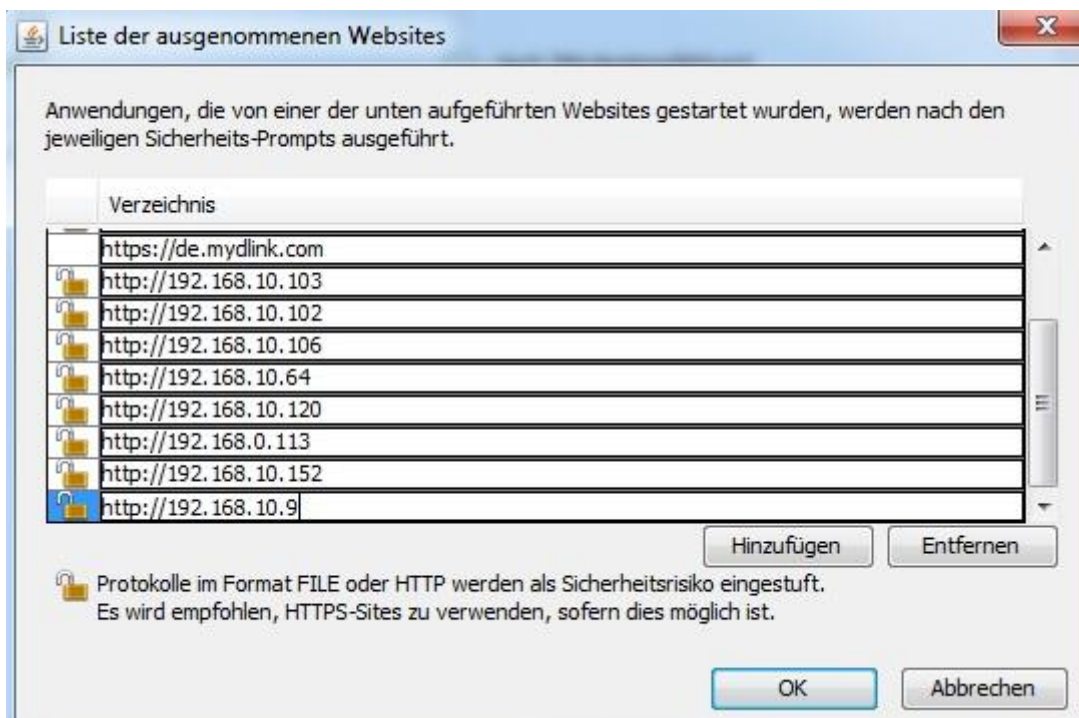 Liste der ausgenommenen Websites
Anwendungen, die von einer der unten aufgeführten Websites gestartet wurden, werden nach den
jeweiligen Sicherheits-Prompts ausgeführt.
Verzeichnis
https://de.mydlink.com
http://192.168.10.103
http://192.168.10.102
http://192.168.10.106
http://192.168.10.64
http://192.168.10.120
http://192.168.0.113
http://192.168.10.152
http://192.168.10.9
Hinzufügen Entfernen
Protokolle im Format FILE oder HTTP werden als Sicherheitsrisiko eingestuft.
Es wird empfohlen, HTTPS-Sites zu verwenden, sofern dies möglich ist.
OK Abbrechen